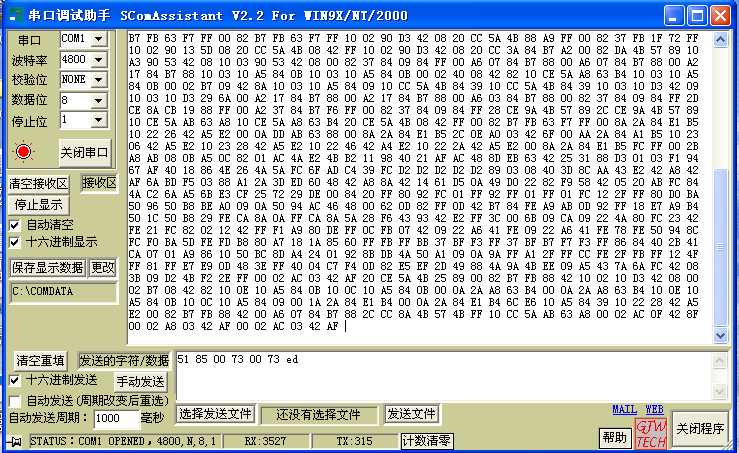 串口调试助手 SComAssistant V2.2 For WIN9X/NT/2000
串口 COM1
波特率 4800
校验位 NONE
数据位 8
停止位 1
关闭串口
清空接收区 接收区
停止显示
自动清空
十六进制显示
保存显示数据 更改
C:\COMDATA
B7 FB 63 F7 FF 00 82 B7 FB 63 F7 FF 10 02 90 D3 42 08 20 CC 5A 4B 88 A9 FF 00 82 37 FB 1F 72 FF
10 02 90 13 5D 08 20 CC 5A 4B 08 42 FF 10 02 90 D3 42 08 20 CC 3A 84 B7 A2 00 82 DA 4B 57 89 10
A3 90 53 42 08 10 03 90 53 42 08 00 82 37 84 09 84 FF 00 A6 07 84 B7 88 00 A6 07 84 B7 88 00 A2
17 84 B7 88 10 03 10 A5 84 0B 10 03 10 A5 84 0B 00 02 40 08 42 82 10 CE 5A A8 63 B4 10 03 10 A5
84 0B 00 02 B7 09 42 8A 10 03 10 A5 84 09 10 CC 5A 4B 84 39 10 CC 5A 4B 84 39 10 03 10 D3 42 09
10 03 10 D3 29 6A 00 A2 17 84 B7 88 00 A2 17 84 B7 88 00 A6 03 84 B7 88 00 82 37 84 09 84 FF 2D
CE 8A CB 19 88 FF 00 A2 37 84 B7 F6 FF 00 82 37 84 09 84 FF 28 CE 9A 4B 57 89 2C CE 9A 4B 57 89
10 CE 5A AB 63 A8 10 CE 5A A8 63 B4 20 CC 5A 4B 08 42 FF 00 82 B7 FB 63 F7 FF 00 8A 2A 84 B1 B5
10 22 26 42 A5 E2 00 0A DD AB 63 88 00 8A 2A 84 E1 B5 2C 0E A0 03 42 6F 00 AA 2A 84 A1 B5 10 23
06 42 A5 E2 10 23 28 42 A5 E2 10 22 16 42 A4 E2 10 22 2A 42 A5 E2 00 8A 2A 84 E1 B5 FC FF 00 2B
A8 AB 08 0B A5 0C 82 01 AC 4A E2 4B B2 11 98 40 21 AF AC 48 8D EB 63 42 25 31 88 D3 01 03 F1 94
67 AF 40 18 86 4E 26 4A 5A FC 6F AD C4 39 FC D2 D2 D2 D2 D2 D2 89 03 08 40 3D 8C AA 43 E2 42 A8 42
AF 6A BD F5 03 88 A1 2A 3D ED 60 48 42 A8 8A 42 14 61 D5 0A 49 D0 22 82 F9 58 42 05 20 AB FC 84
4A C2 6A A5 6B E3 CF 25 72 29 DE 00 84 20 FF 80 92 FC 01 FF 92 FF 01 FF 01 FC 12 FF FF 80 D0 BA
50 96 50 B8 BE A0 09 0A 50 94 AC 46 48 00 62 0D D2 FF 01 42 00 B7 FE FF 84 E9 AB 0D 92 FF 18 E7 A9 B4
50 1C 50 B8 29 FE CA 8A 0A FF CA 8A 5A 28 F6 43 93 42 E2 FF 3C 00 6B 09 CA 09 22 4A 80 FC 23 42
FE 21 FC 82 02 12 42 FF F1 A9 80 DE FF 0C FB 07 42 09 22 41 FE 09 CA A6 22 41 FE 78 FE 50 94 8C
FC F0 BA 5D FE FD B8 80 A7 18 1A 85 60 FF FB FF BB 37 BF F3 FF 37 BF B7 F7 F3 FF 86 84 40 2B 41
CA 07 01 A9 86 10 50 BC 8D A4 24 01 92 8B DB 4A 50 A1 09 0A 9A FF A1 2F FF FC CE FE 2F FB FF 12 4F
FF 81 FF E7 89 0D 48 3E FF 40 04 C7 F4 0D 82 E5 EF 2D 49 88 4A 9A 4B EE 09 A5 43 7A 6A FC 42 08
3B 09 D2 4B F2 2E FF 00 02 AC 03 42 AF 20 CE 5A 4B 25 89 00 82 B7 FB 88 42 10 02 10 D3 42 08 00
02 B7 08 42 82 10 0E 10 A5 84 0B 10 0C 10 A5 84 0B 00 0A 2A A8 63 B4 00 0A 2A A8 63 B4 10 0E 10
A5 84 0B 10 0C 10 A5 84 09 00 1A 2A 84 E1 B4 00 0A 2A 84 E1 B4 6C E6 10 A5 84 39 10 22 28 42 A5
E2 00 82 B7 FB 88 42 00 A6 07 84 B7 88 2C CC 8A 4B 57 4B FF 10 CC 5A AB 63 A8 00 02 AC 0F 42 8F
00 02 A8 03 42 AF 00 02 AC 03 42 AF
清空重填 发送的字符/数据
十六进制发送 手动发送
51 85 00 73 00 73 ed
自动发送(周期改变后重选)
自动发送周期: 1000 毫秒
选择发送文件 还没有选择文件 发送文件
MAIL WEB
帮助
GJW TECH
关闭程序
STATUS: COM1 OPENED, 4800, N, 8, 1 RX:3527 TX:315 计数清零